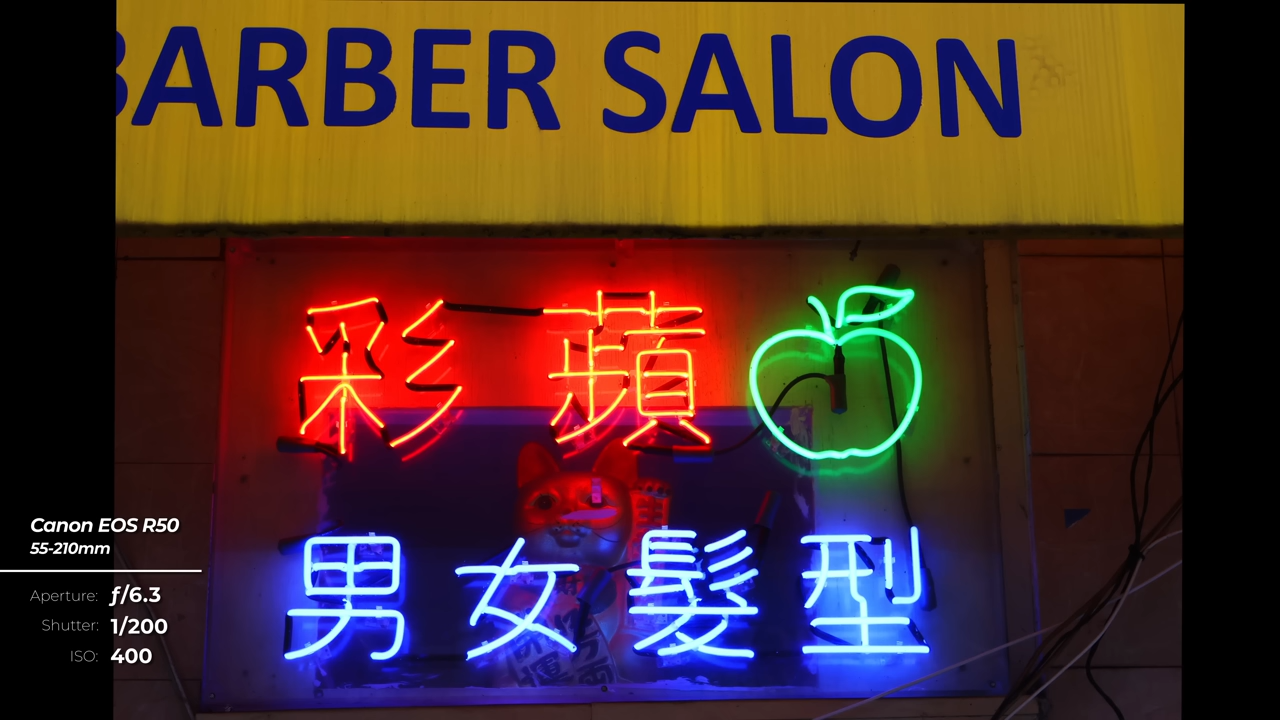 BARBER SALON
彩蘋
男女髮型
Canon EOS R50
55-210mm
Aperture: ƒ/6.3
Shutter: 1/200
ISO: 400